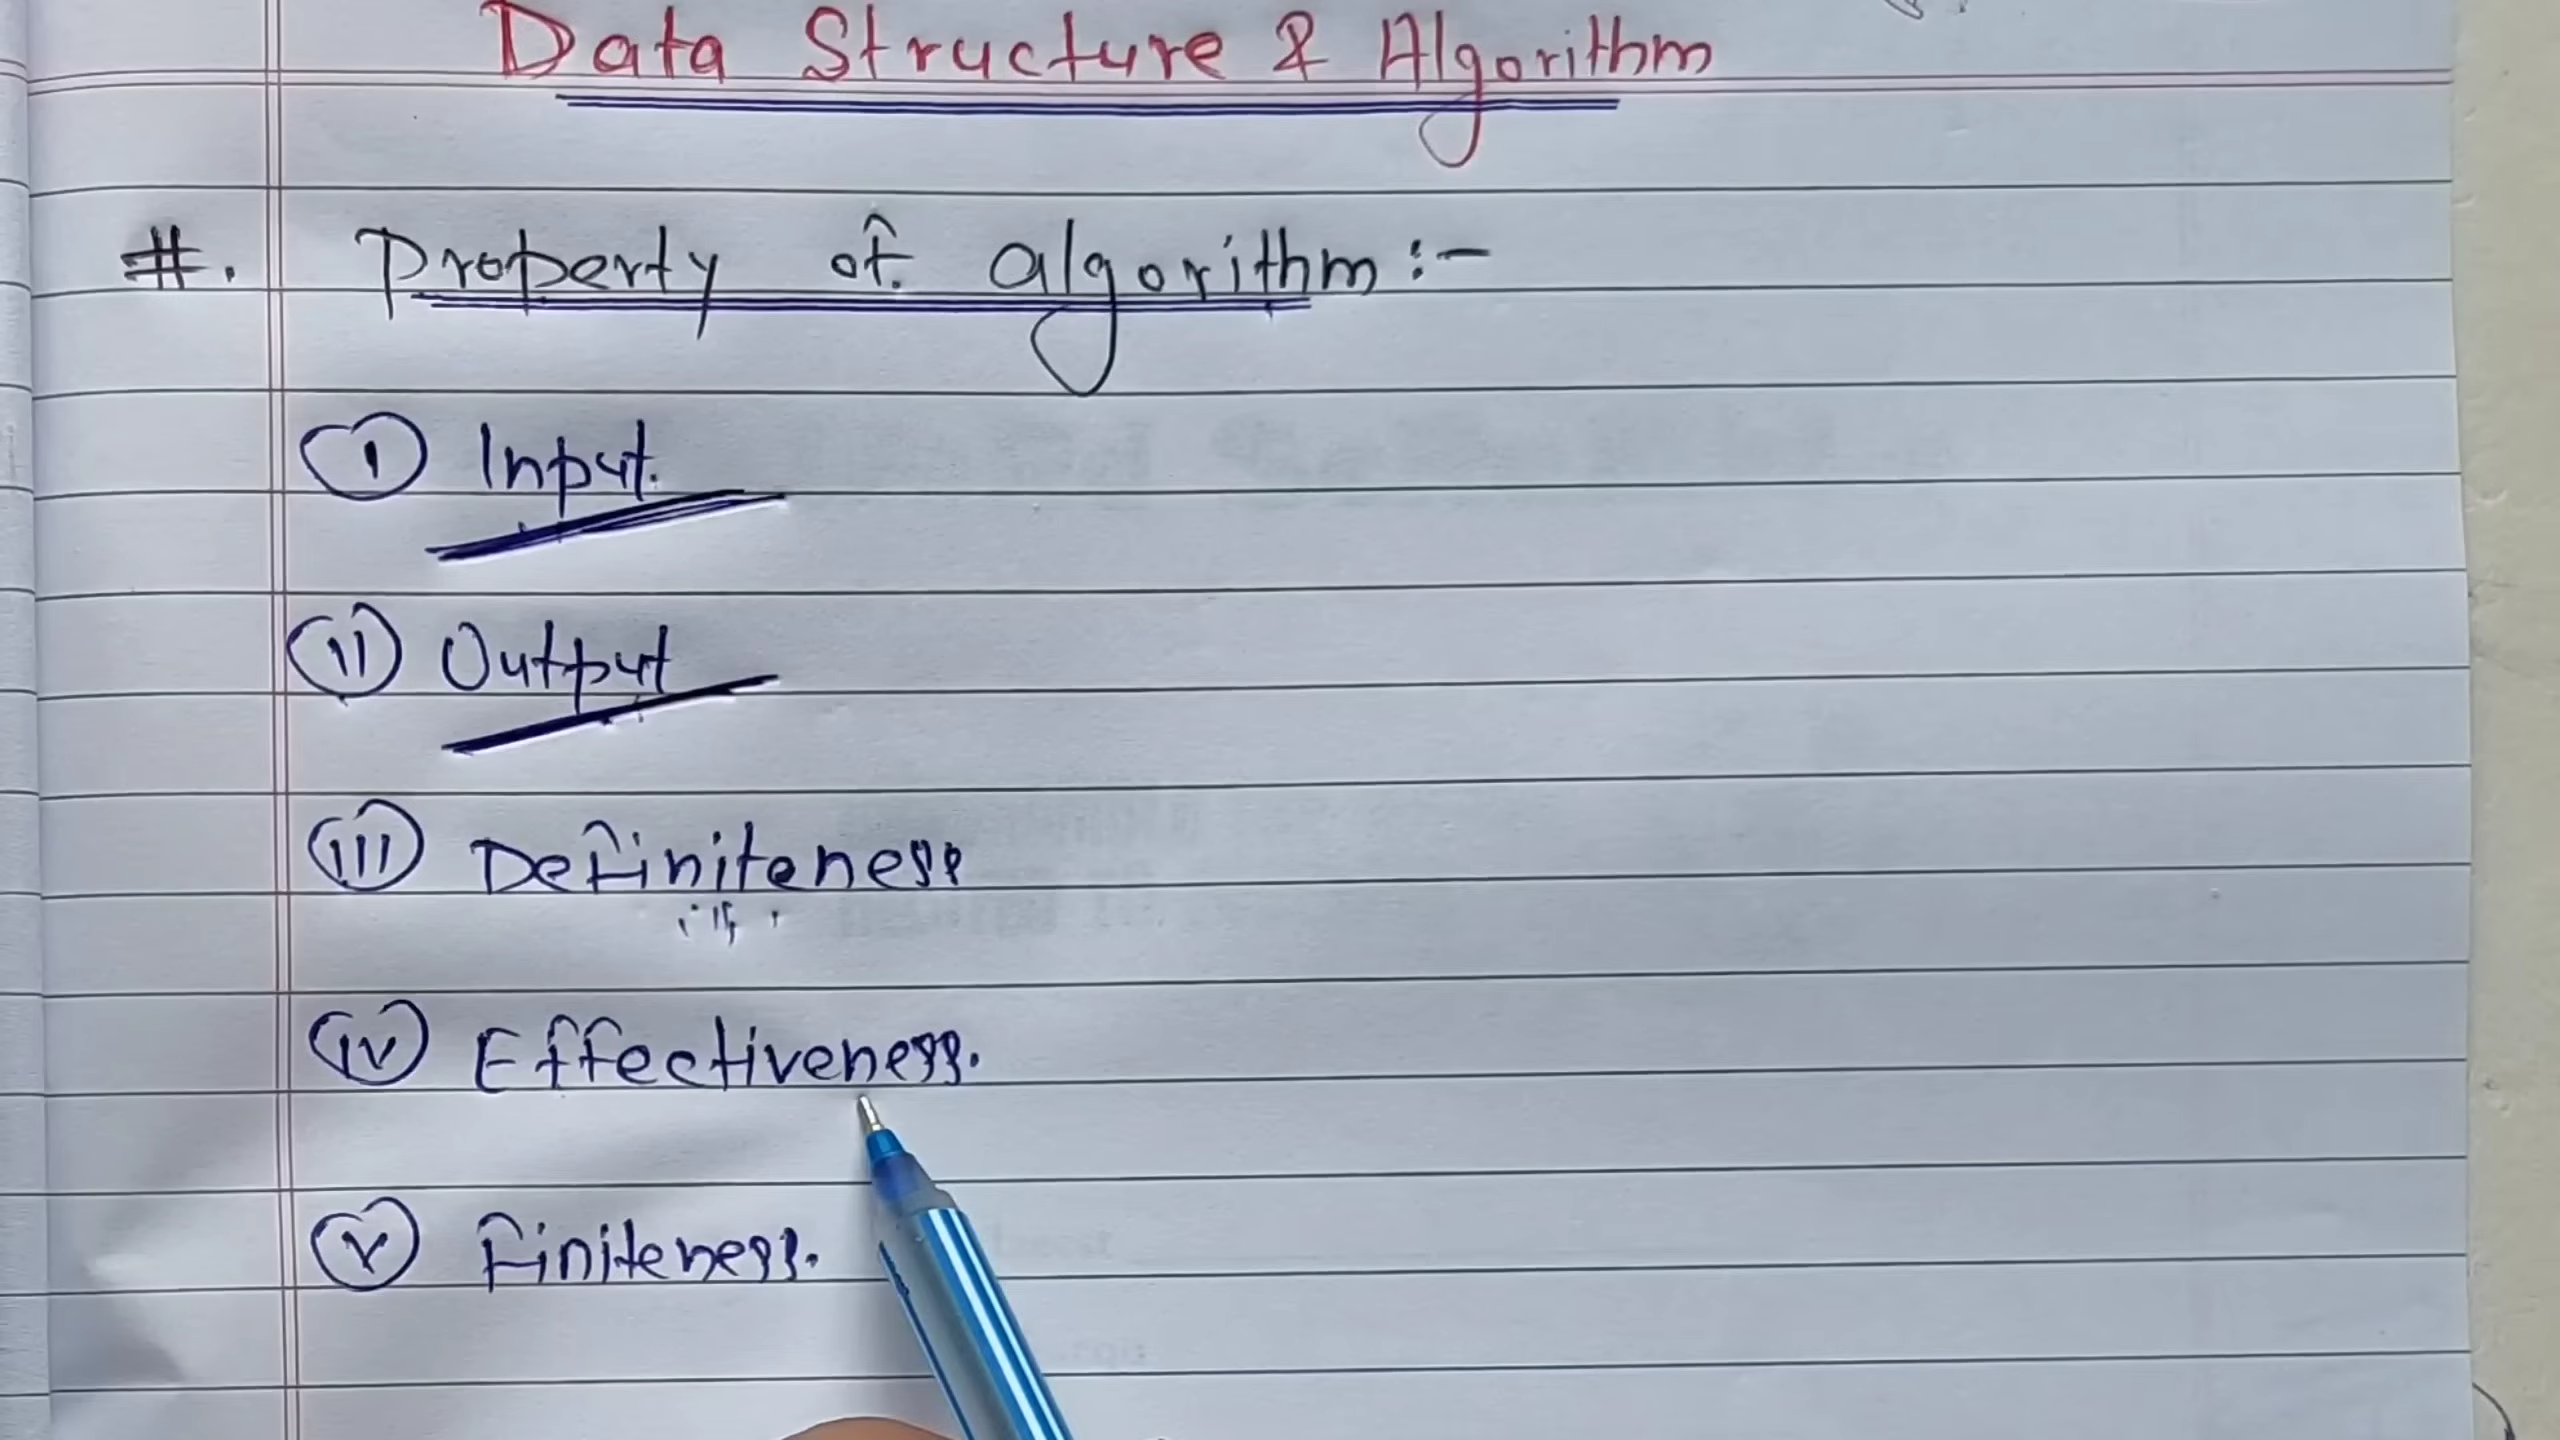 Data Structure & Algorithm
#. Property of algorithm :-
(i) Input.
(ii) Output
(iii) Definiteness
(iv) Effectiveness.
(v) Finiteness.